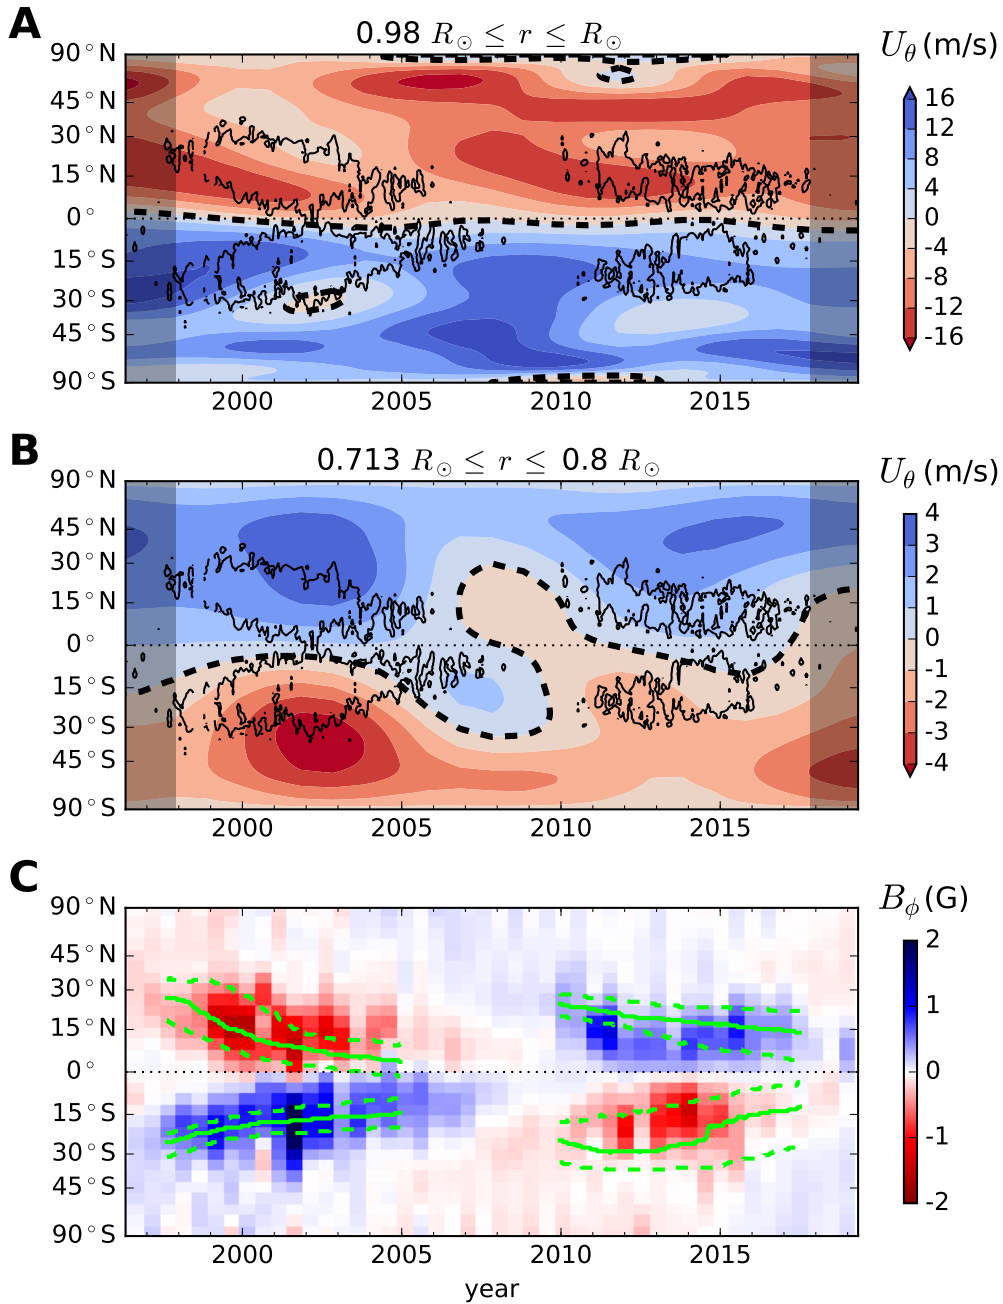 A
0.98 R⊙ ≤ r ≤ R⊙
Uθ (m/s)
90°N
45°N
30°N
15°N
0°
15°S
30°S
45°S
90°S
2000 2005 2010 2015
16
12
8
4
0
-4
-8
-12
-16
B
0.713 R⊙ ≤ r ≤ 0.8 R⊙
Uθ (m/s)
90°N
45°N
30°N
15°N
0°
15°S
30°S
45°S
90°S
2000 2005 2010 2015
4
3
2
1
0
-1
-2
-3
-4
C
Bϕ (G)
90°N
45°N
30°N
15°N
0°
15°S
30°S
45°S
90°S
2000 2005 2010 2015
year
2
1
0
-1
-2